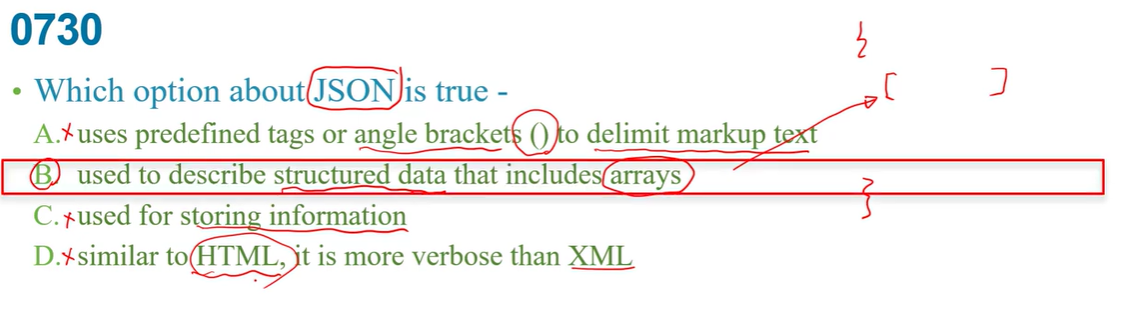 0730
• Which option about JSON is true -
A. × uses predefined tags or angle brackets () to delimit markup text
B. used to describe structured data that includes arrays
C. × used for storing information
D. × similar to HTML, it is more verbose than XML
{
[ ]
}